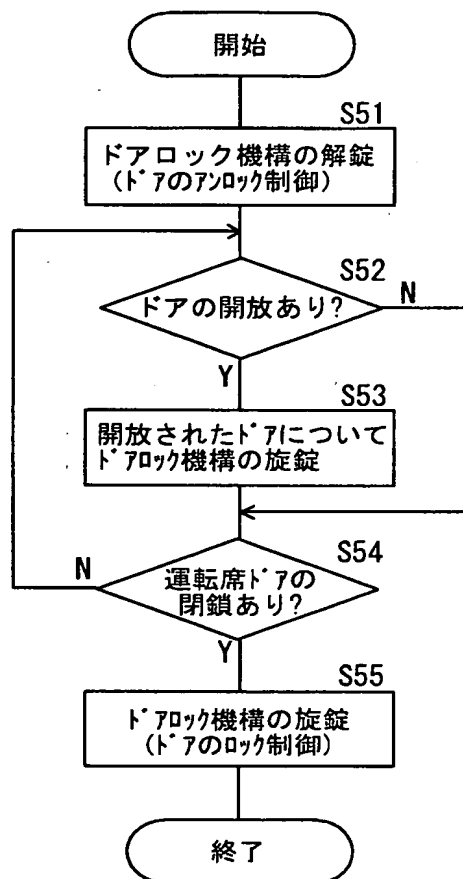 開始
S51
ドアロック機構の解錠
(ドアのアンロック制御)
S52
ドアの開放あり?
N
Y
S53
開放されたドアについて
ドアロック機構の旋錠
S54
N
運転席ドアの
閉鎖あり?
Y
S55
ドアロック機構の旋錠
(ドアのロック制御)
終了